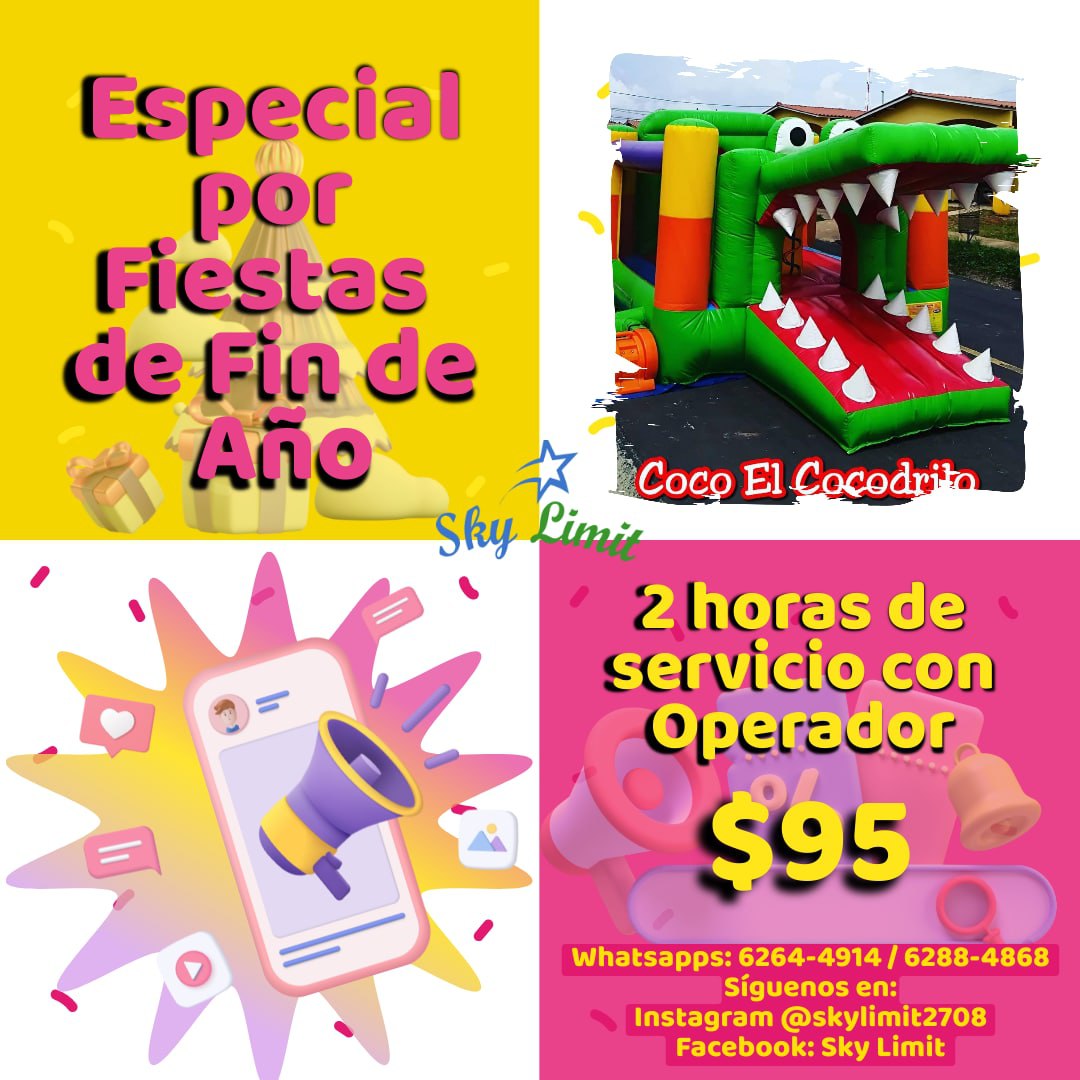 Especial
por
Fiestas
de Fin de
Año
Coco El Cocodrilo
Sky Limit
2 horas de
servicio con
Operador
%
$95
Whatsapps: 6264-4914 / 6288-4868
Síguenos en:
Instagram @skylimit2708
Facebook: Sky Limit